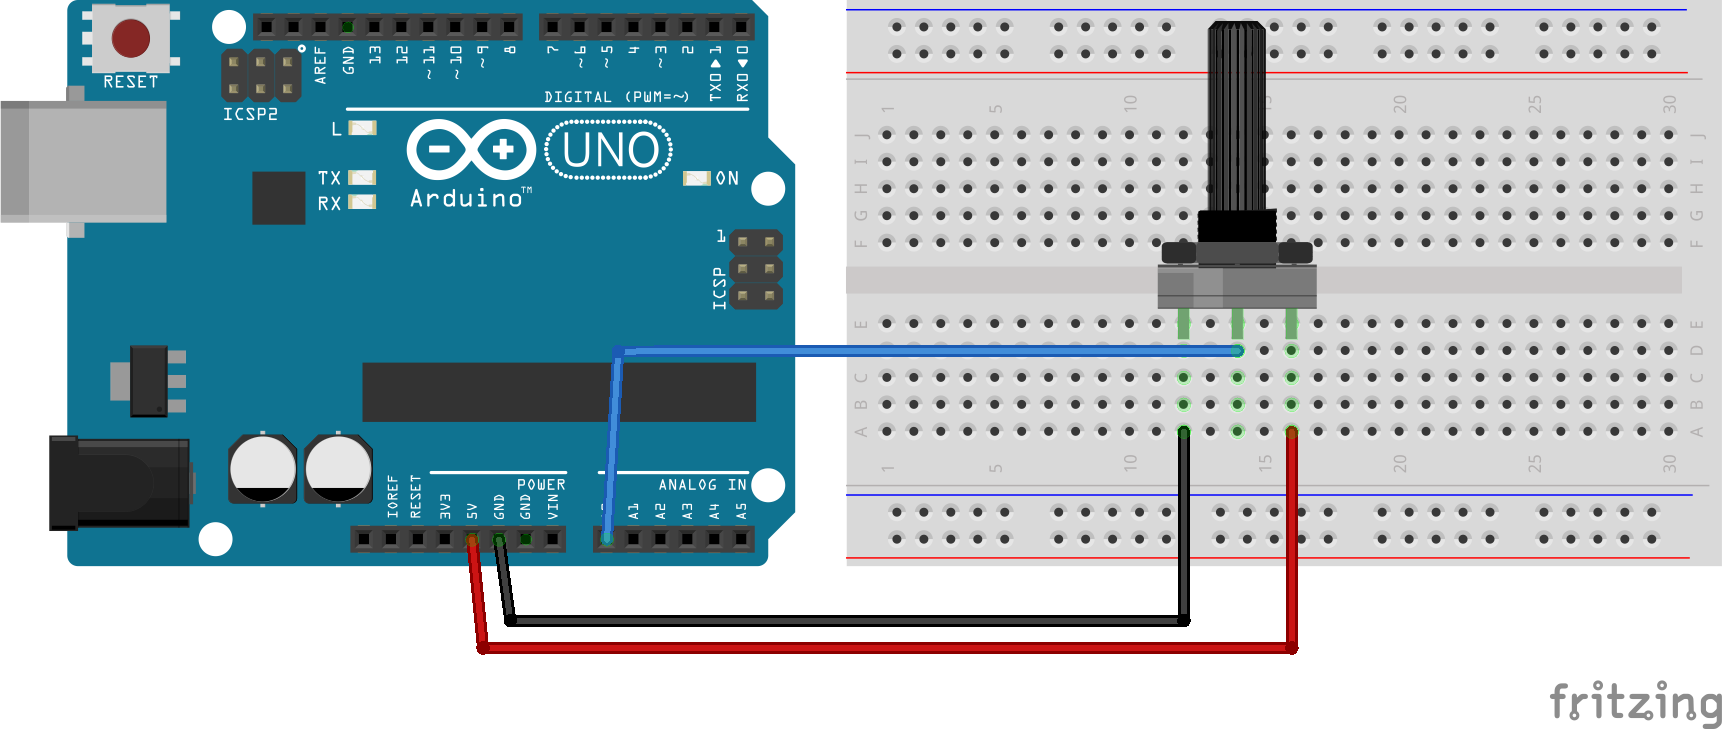 RESET
ICSP2
AREF
GND
13
12
~11
~10
~9
8
7
~6
~5
4
~3
2
TX0▶1
RX0◀0
DIGITAL (PWM=~)
L
TX
RX
Arduino™
UNO
ON
1
ICSP
POWER
ANALOG IN
IOREF
RESET
3V3
5V
GND
GND
VIN
A1
A2
A3
A4
A5
1
5
10
15
20
25
30
J
I
H
G
F
E
D
C
B
A
J
I
H
G
F
E
D
C
B
A
1
5
10
15
20
25
30
fritzing